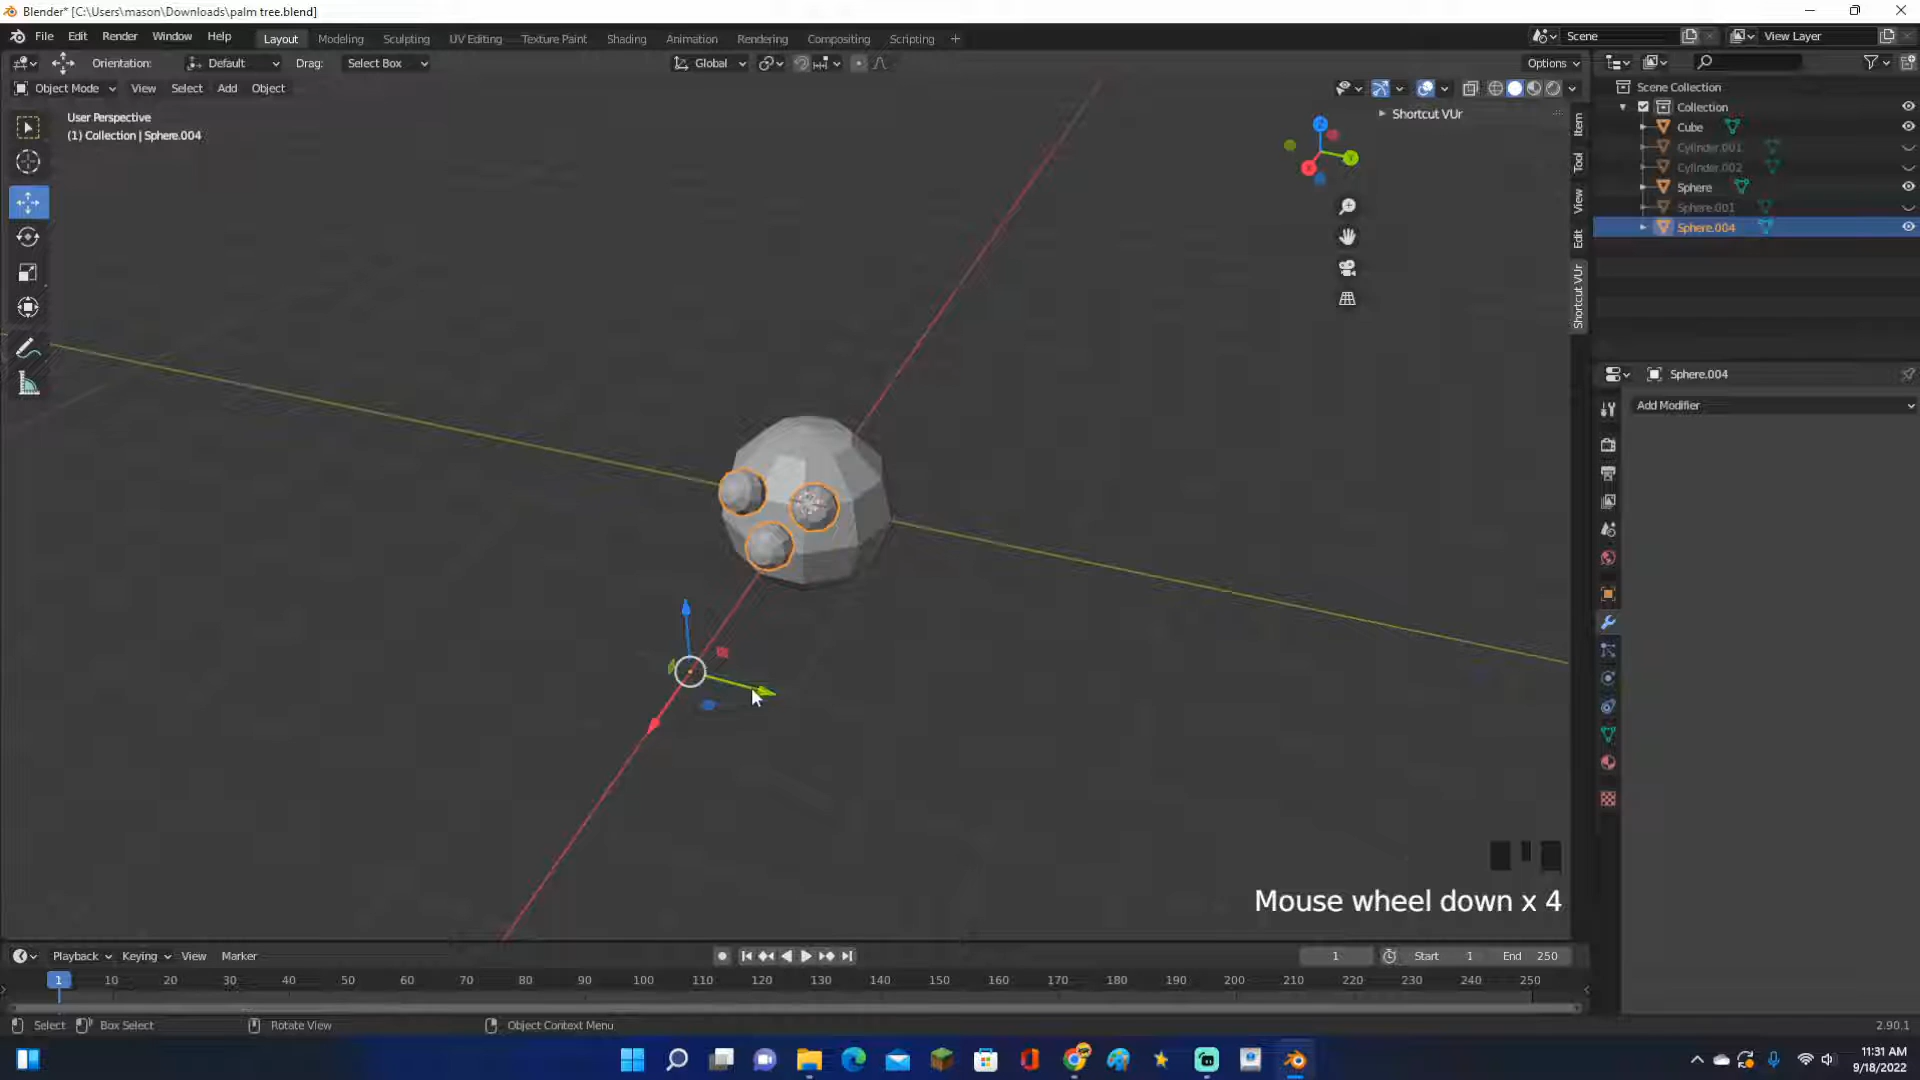 Blender* [C:\Users\mason\Downloads\palm tree.blend]
File Edit Render Window Help
Layout Modeling Sculpting UV Editing Texture Paint Shading Animation Rendering Compositing Scripting +
Scene
View Layer
Orientation: Default Drag: Select Box
Global
Options
Object Mode View Select Add Object
User Perspective
(1) Collection | Sphere.004
Shortcut VUr
Z
Y
X
Item
Tool
View
Edit
Shortcut VUr
Scene Collection
Collection
Cube
Cylinder.001
Cylinder.002
Sphere
Sphere.001
Sphere.004
Sphere.004
Add Modifier
Mouse wheel down x 4
Playback Keying View Marker
1 Start 1 End 250
1 10 20 30 40 50 60 70 80 90 100 110 120 130 140 150 160 170 180 190 200 210 220 230 240 250
Select Box Select Rotate View Object Context Menu 2.90.1
11:31 AM
9/18/2022